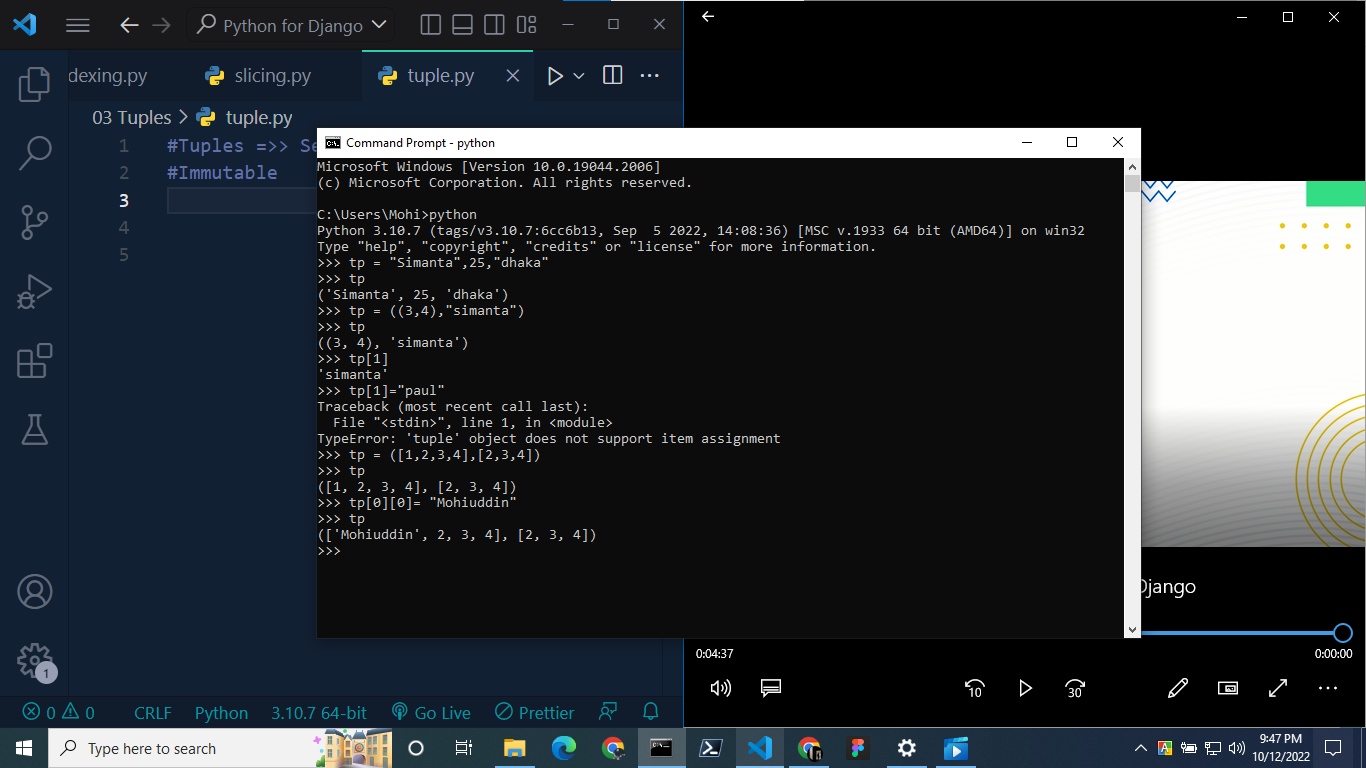 Python for Django
dexing.py
slicing.py
tuple.py
03 Tuples > tuple.py
1 #Tuples =>> Se
2 #Immutable
3
4
5
Command Prompt - python
Microsoft Windows [Version 10.0.19044.2006]
(c) Microsoft Corporation. All rights reserved.
C:\Users\Mohi>python
Python 3.10.7 (tags/v3.10.7:6cc6b13, Sep  5 2022, 14:08:36) [MSC v.1933 64 bit (AMD64)] on win32
Type "help", "copyright", "credits" or "license" for more information.
>>> tp = "Simanta",25,"dhaka"
>>> tp
('Simanta', 25, 'dhaka')
>>> tp = ((3,4),"simanta")
>>> tp
((3, 4), 'simanta')
>>> tp[1]
'simanta'
>>> tp[1]="paul"
Traceback (most recent call last):
  File "<stdin>", line 1, in <module>
TypeError: 'tuple' object does not support item assignment
>>> tp = ([1,2,3,4],[2,3,4])
>>> tp
([1, 2, 3, 4], [2, 3, 4])
>>> tp[0][0]= "Mohiuddin"
>>> tp
(['Mohiuddin', 2, 3, 4], [2, 3, 4])
>>>
Django
0:04:37
0:00:00
10
30
1
0 0 CRLF Python 3.10.7 64-bit Go Live Prettier
Type here to search
9:47 PM
10/12/2022